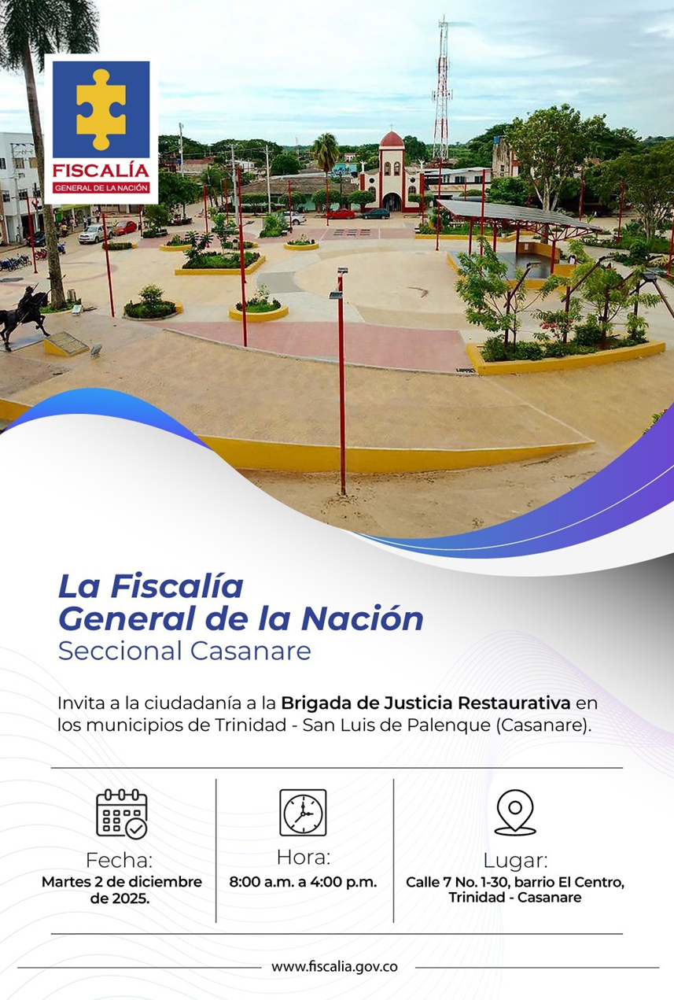 FISCALÍA
GENERAL DE LA NACIÓN
La Fiscalía
General de la Nación
Seccional Casanare
Invita a la ciudadanía a la Brigada de Justicia Restaurativa en
los municipios de Trinidad - San Luis de Palenque (Casanare).
Fecha:
Martes 2 de diciembre
de 2025.
Hora:
8:00 a.m. a 4:00 p.m.
Lugar:
Calle 7 No. 1-30, barrio El Centro,
Trinidad - Casanare
www.fiscalia.gov.co